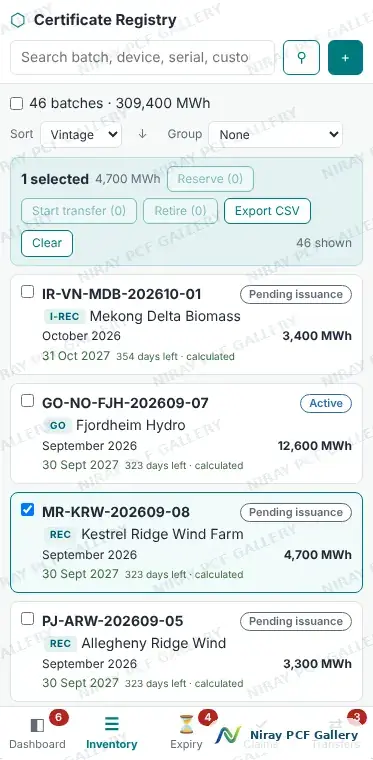 Certificate Registry
Search batch, device, serial, custo
+
46 batches · 309,400 MWh
Sort Vintage ↓ Group None
1 selected 4,700 MWh Reserve (0)
Start transfer (0) Retire (0) Export CSV
Clear 46 shown
IR-VN-MDB-202610-01 Pending issuance
I-REC Mekong Delta Biomass
October 2026 3,400 MWh
31 Oct 2027 354 days left · calculated
GO-NO-FJH-202609-07 Active
GO Fjordheim Hydro
September 2026 12,600 MWh
30 Sept 2027 323 days left · calculated
MR-KRW-202609-08 Pending issuance
REC Kestrel Ridge Wind Farm
September 2026 4,700 MWh
30 Sept 2027 323 days left · calculated
PJ-ARW-202609-05 Pending issuance
REC Allegheny Ridge Wind
September 2026 3,300 MWh
30 Sept 2027 323 days left · calculated
6 4 3
Dashboard Inventory Expiry Claims Transfers
Niray PCF Gallery
NIRAY PCF GALLERY